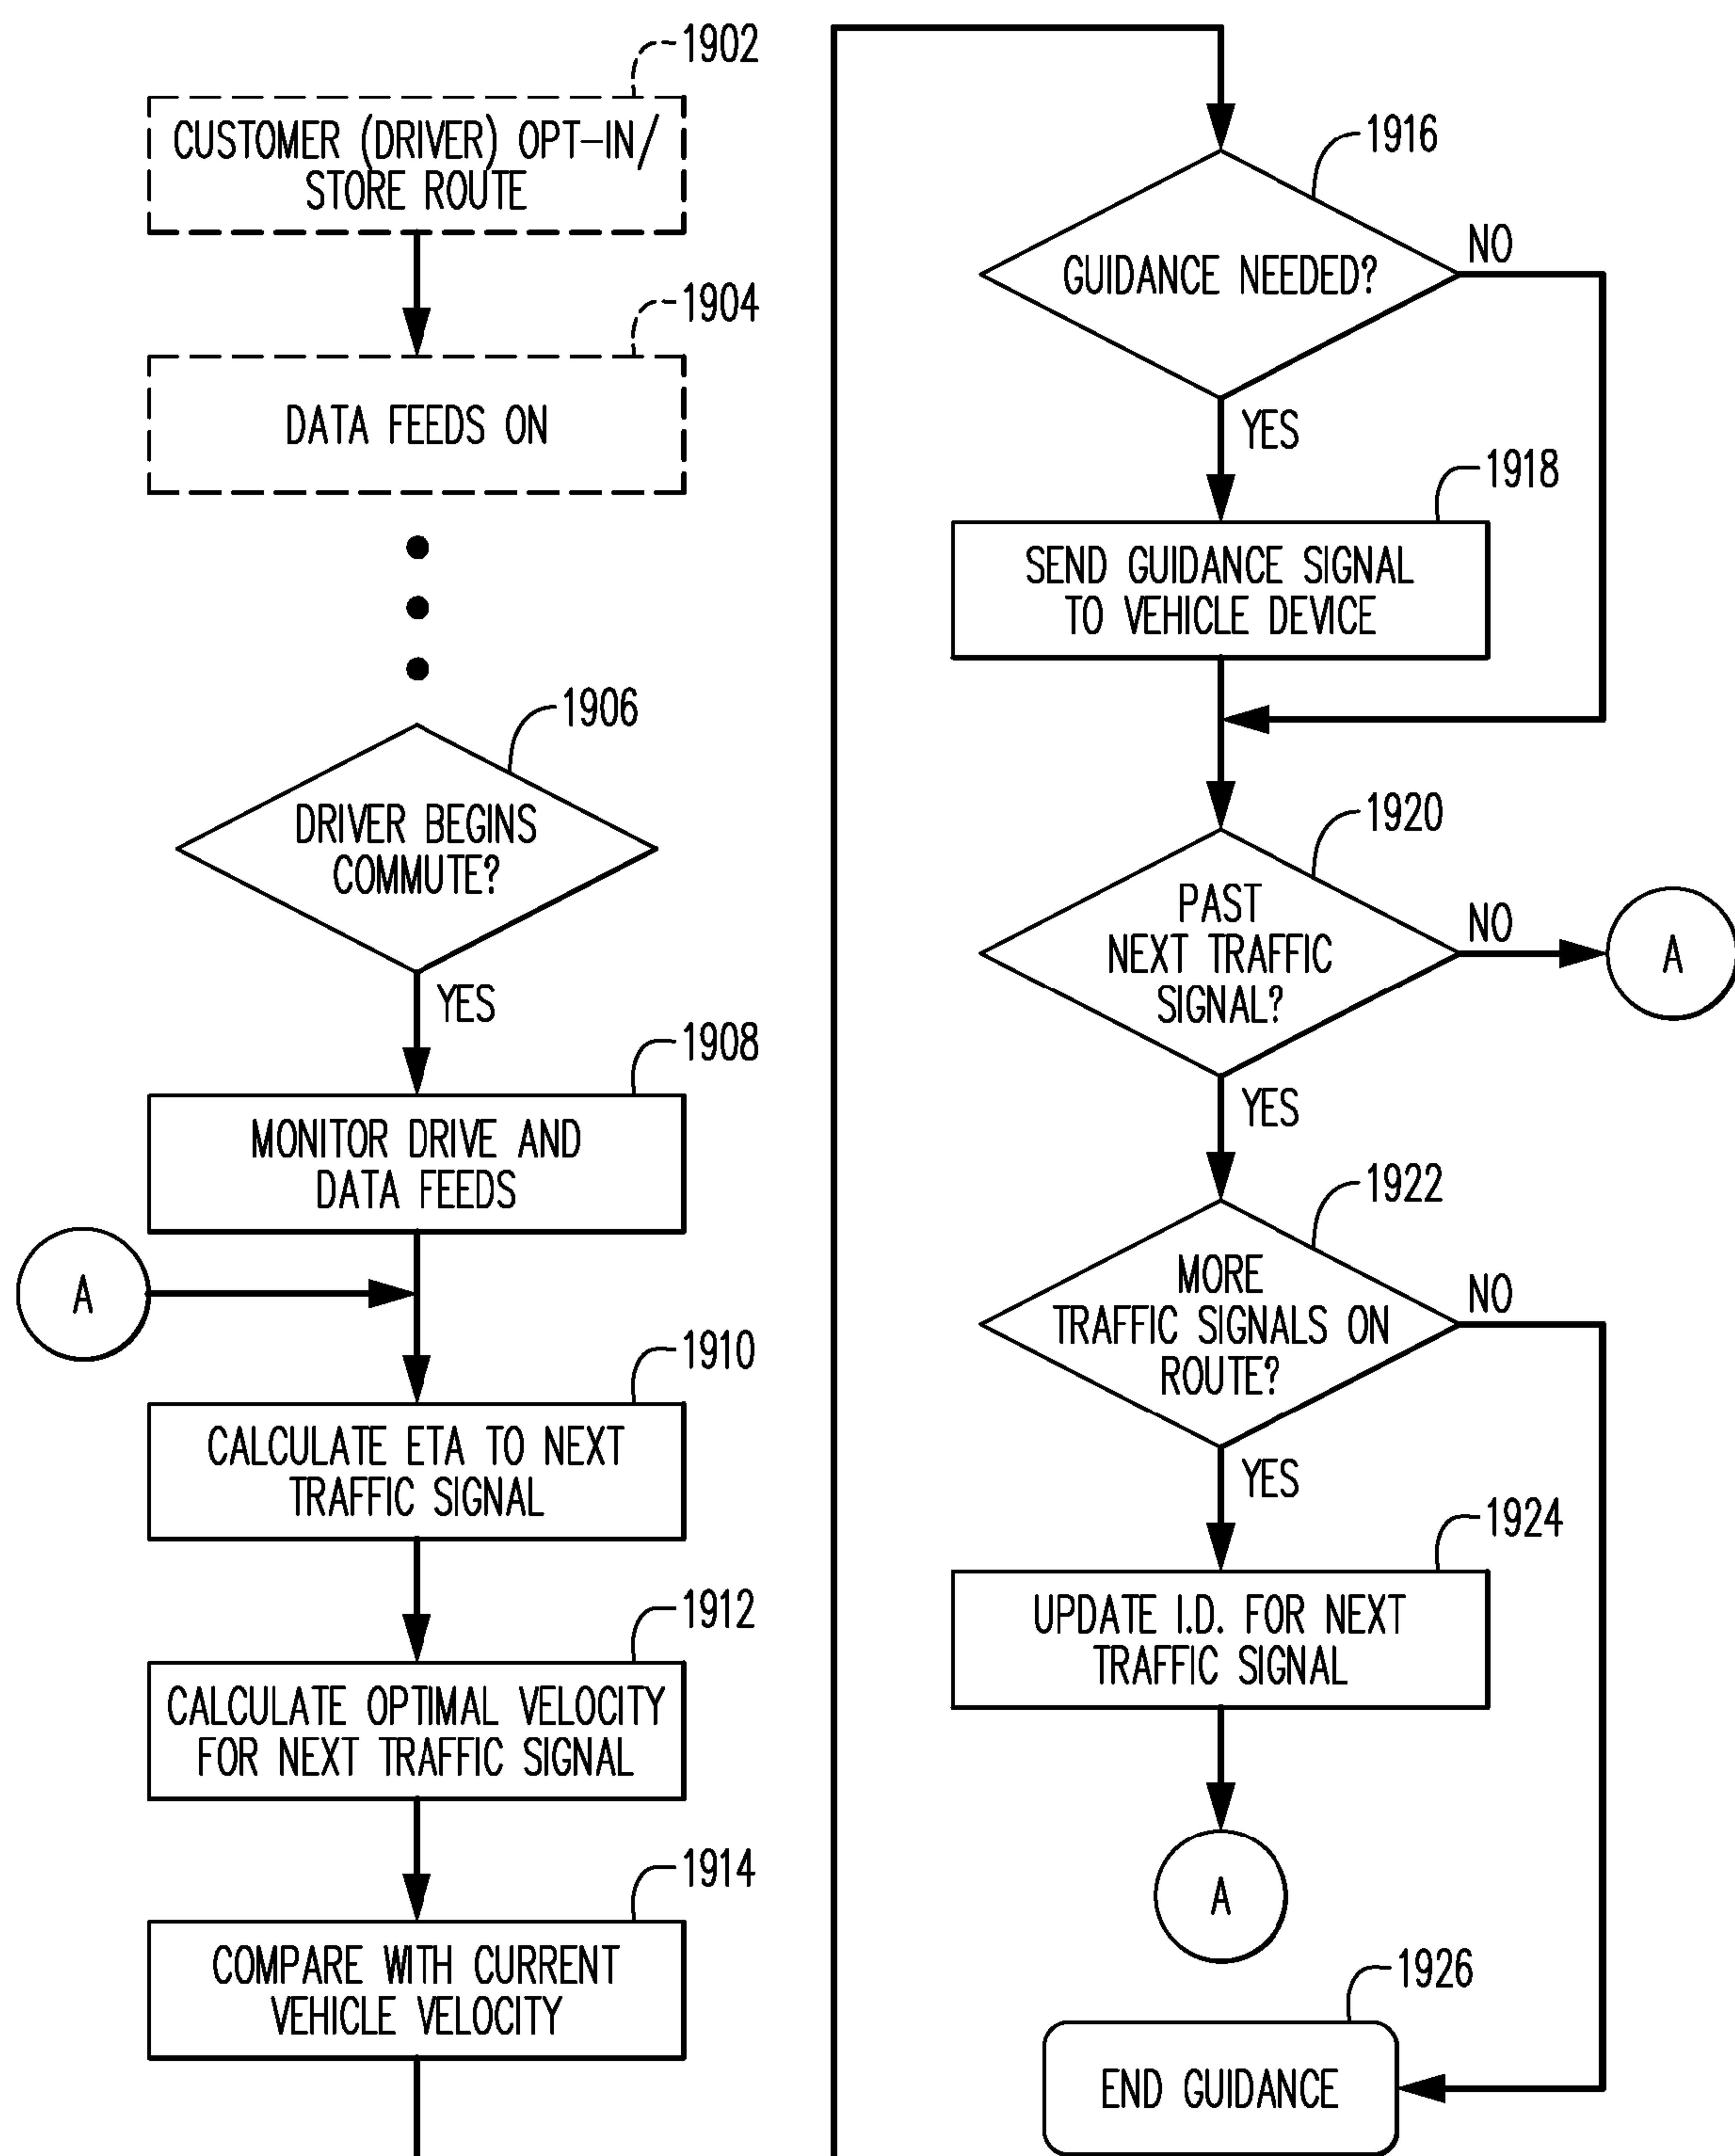 1902
CUSTOMER (DRIVER) OPT-IN/
STORE ROUTE
1904
DATA FEEDS ON
1906
DRIVER BEGINS
COMMUTE?
YES
1908
MONITOR DRIVE AND
DATA FEEDS
A
1910
CALCULATE ETA TO NEXT
TRAFFIC SIGNAL
1912
CALCULATE OPTIMAL VELOCITY
FOR NEXT TRAFFIC SIGNAL
1914
COMPARE WITH CURRENT
VEHICLE VELOCITY
1916
GUIDANCE NEEDED?
NO
YES
1918
SEND GUIDANCE SIGNAL
TO VEHICLE DEVICE
1920
PAST
NEXT TRAFFIC
SIGNAL?
NO
A
YES
1922
MORE
TRAFFIC SIGNALS ON
ROUTE?
NO
YES
1924
UPDATE I.D. FOR NEXT
TRAFFIC SIGNAL
A
1926
END GUIDANCE